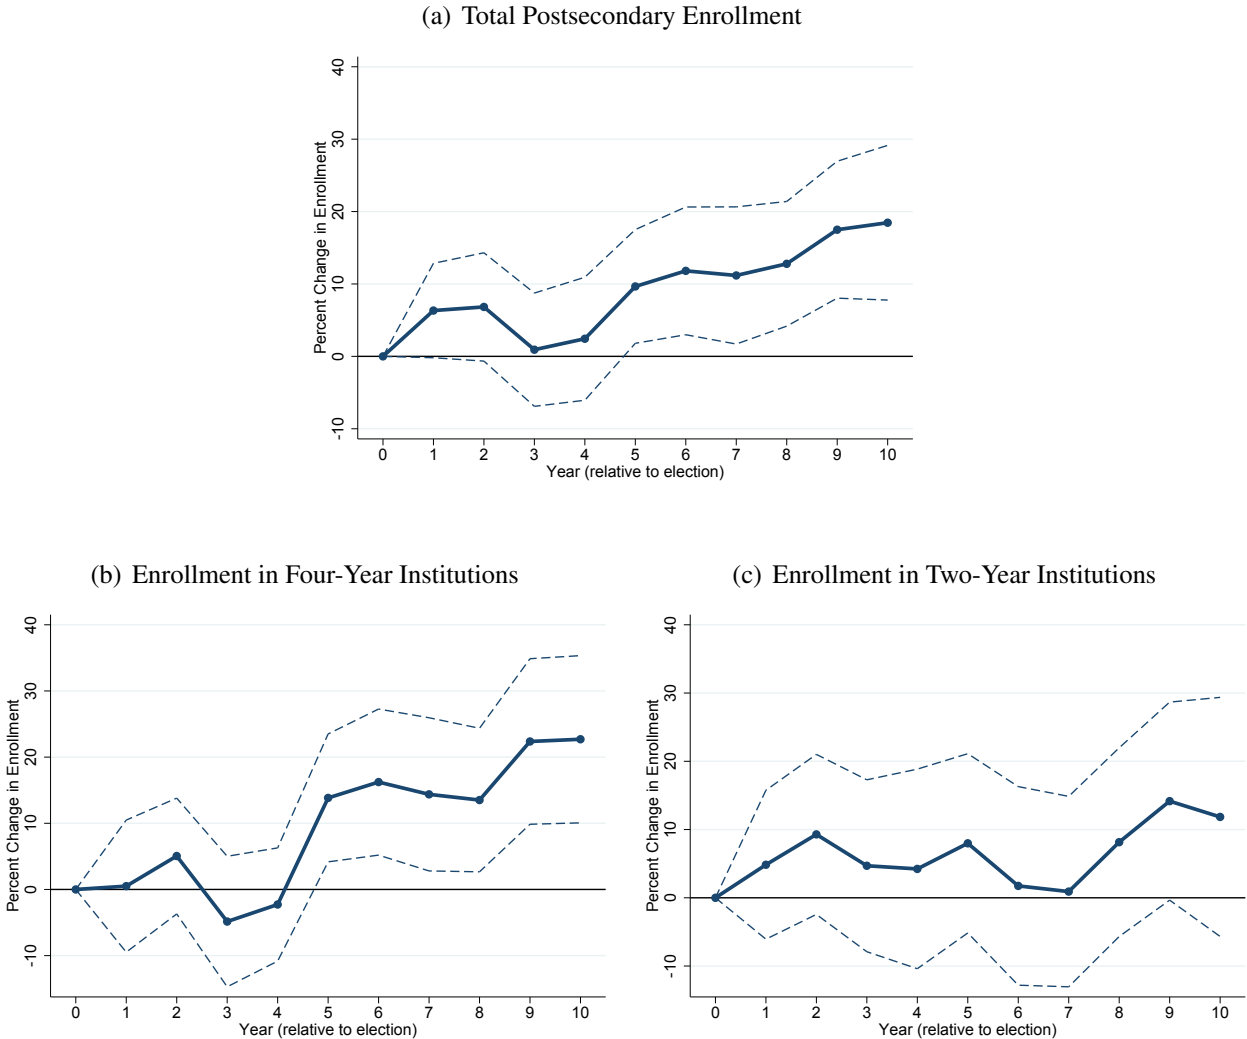 (a) Total Postsecondary Enrollment
Percent Change in Enrollment
40
30
20
10
0
-10
0 1 2 3 4 5 6 7 8 9 10
Year (relative to election)
(b) Enrollment in Four-Year Institutions
Percent Change in Enrollment
40
30
20
10
0
-10
0 1 2 3 4 5 6 7 8 9 10
Year (relative to election)
(c) Enrollment in Two-Year Institutions
Percent Change in Enrollment
40
30
20
10
0
-10
0 1 2 3 4 5 6 7 8 9 10
Year (relative to election)